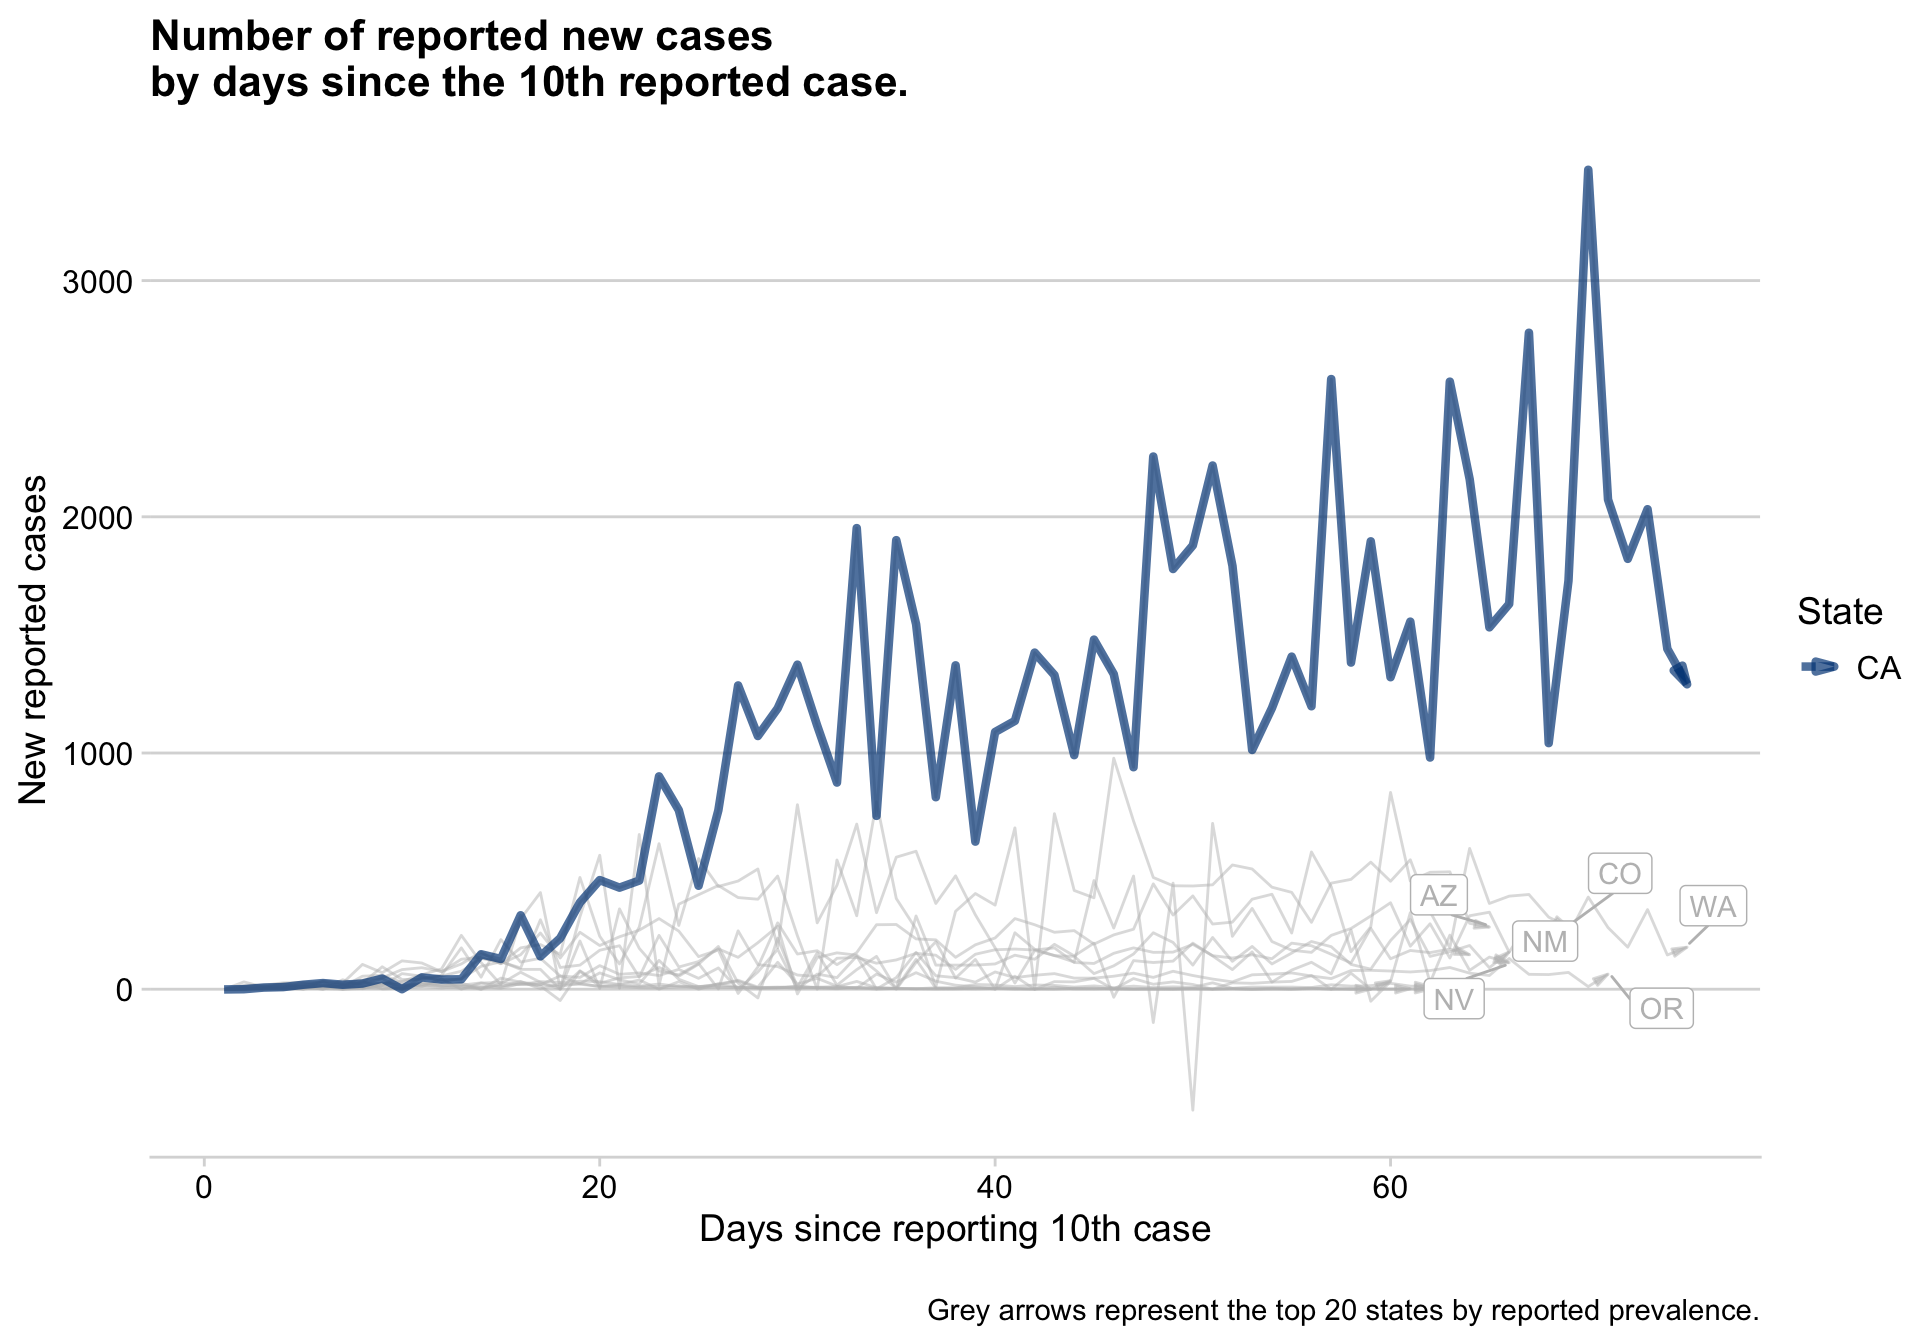 Number of reported new cases
by days since the 10th reported case.
New reported cases
3000
2000
1000
0
AZ
CO
WA
NM
NV
OR
State
CA
0 20 40 60
Days since reporting 10th case
Grey arrows represent the top 20 states by reported prevalence.